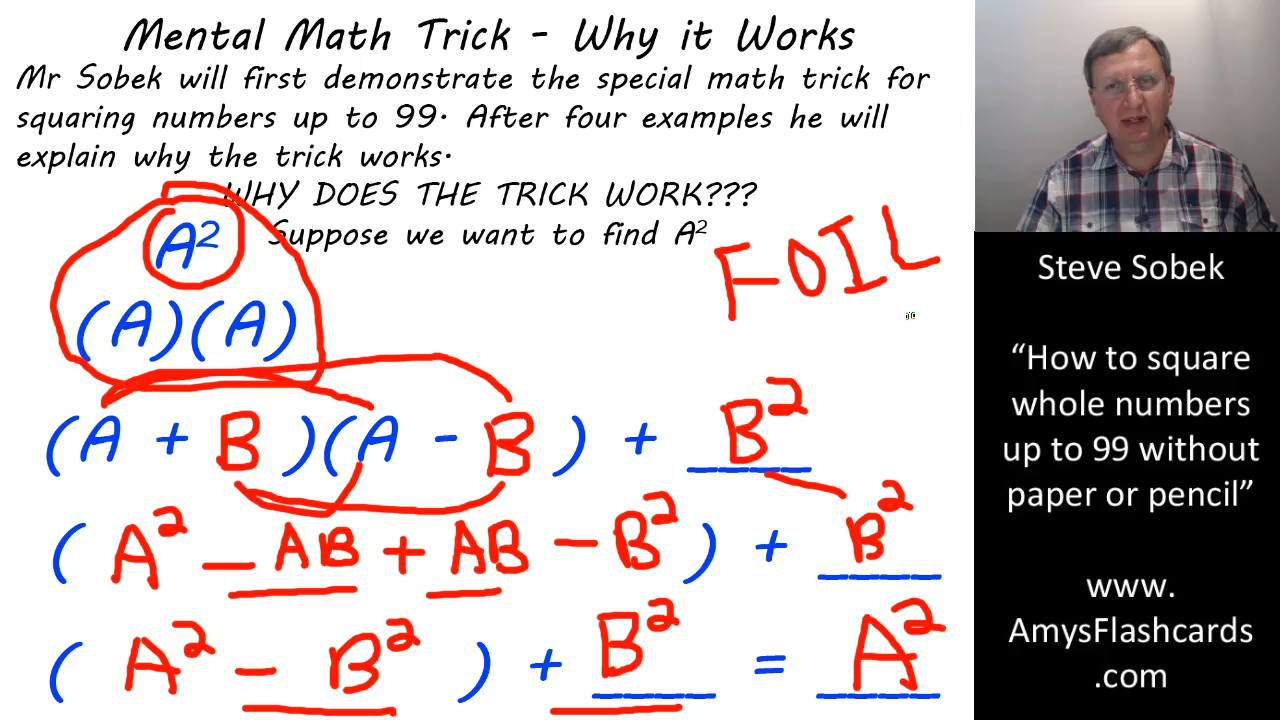 Mental Math Trick - Why it Works
Mr Sobek will first demonstrate the special math trick for
squaring numbers up to 99. After four examples he will
explain why the trick works.
WHY DOES THE TRICK WORK???
Suppose we want to find A²
A²
FOIL
(A)(A)
(A + B)(A - B) + B²
(A² - AB + AB - B²) + B²
(A² - B²) + B² = A²
Steve Sobek
“How to square
whole numbers
up to 99 without
paper or pencil”
www.
AmysFlashcards
.com